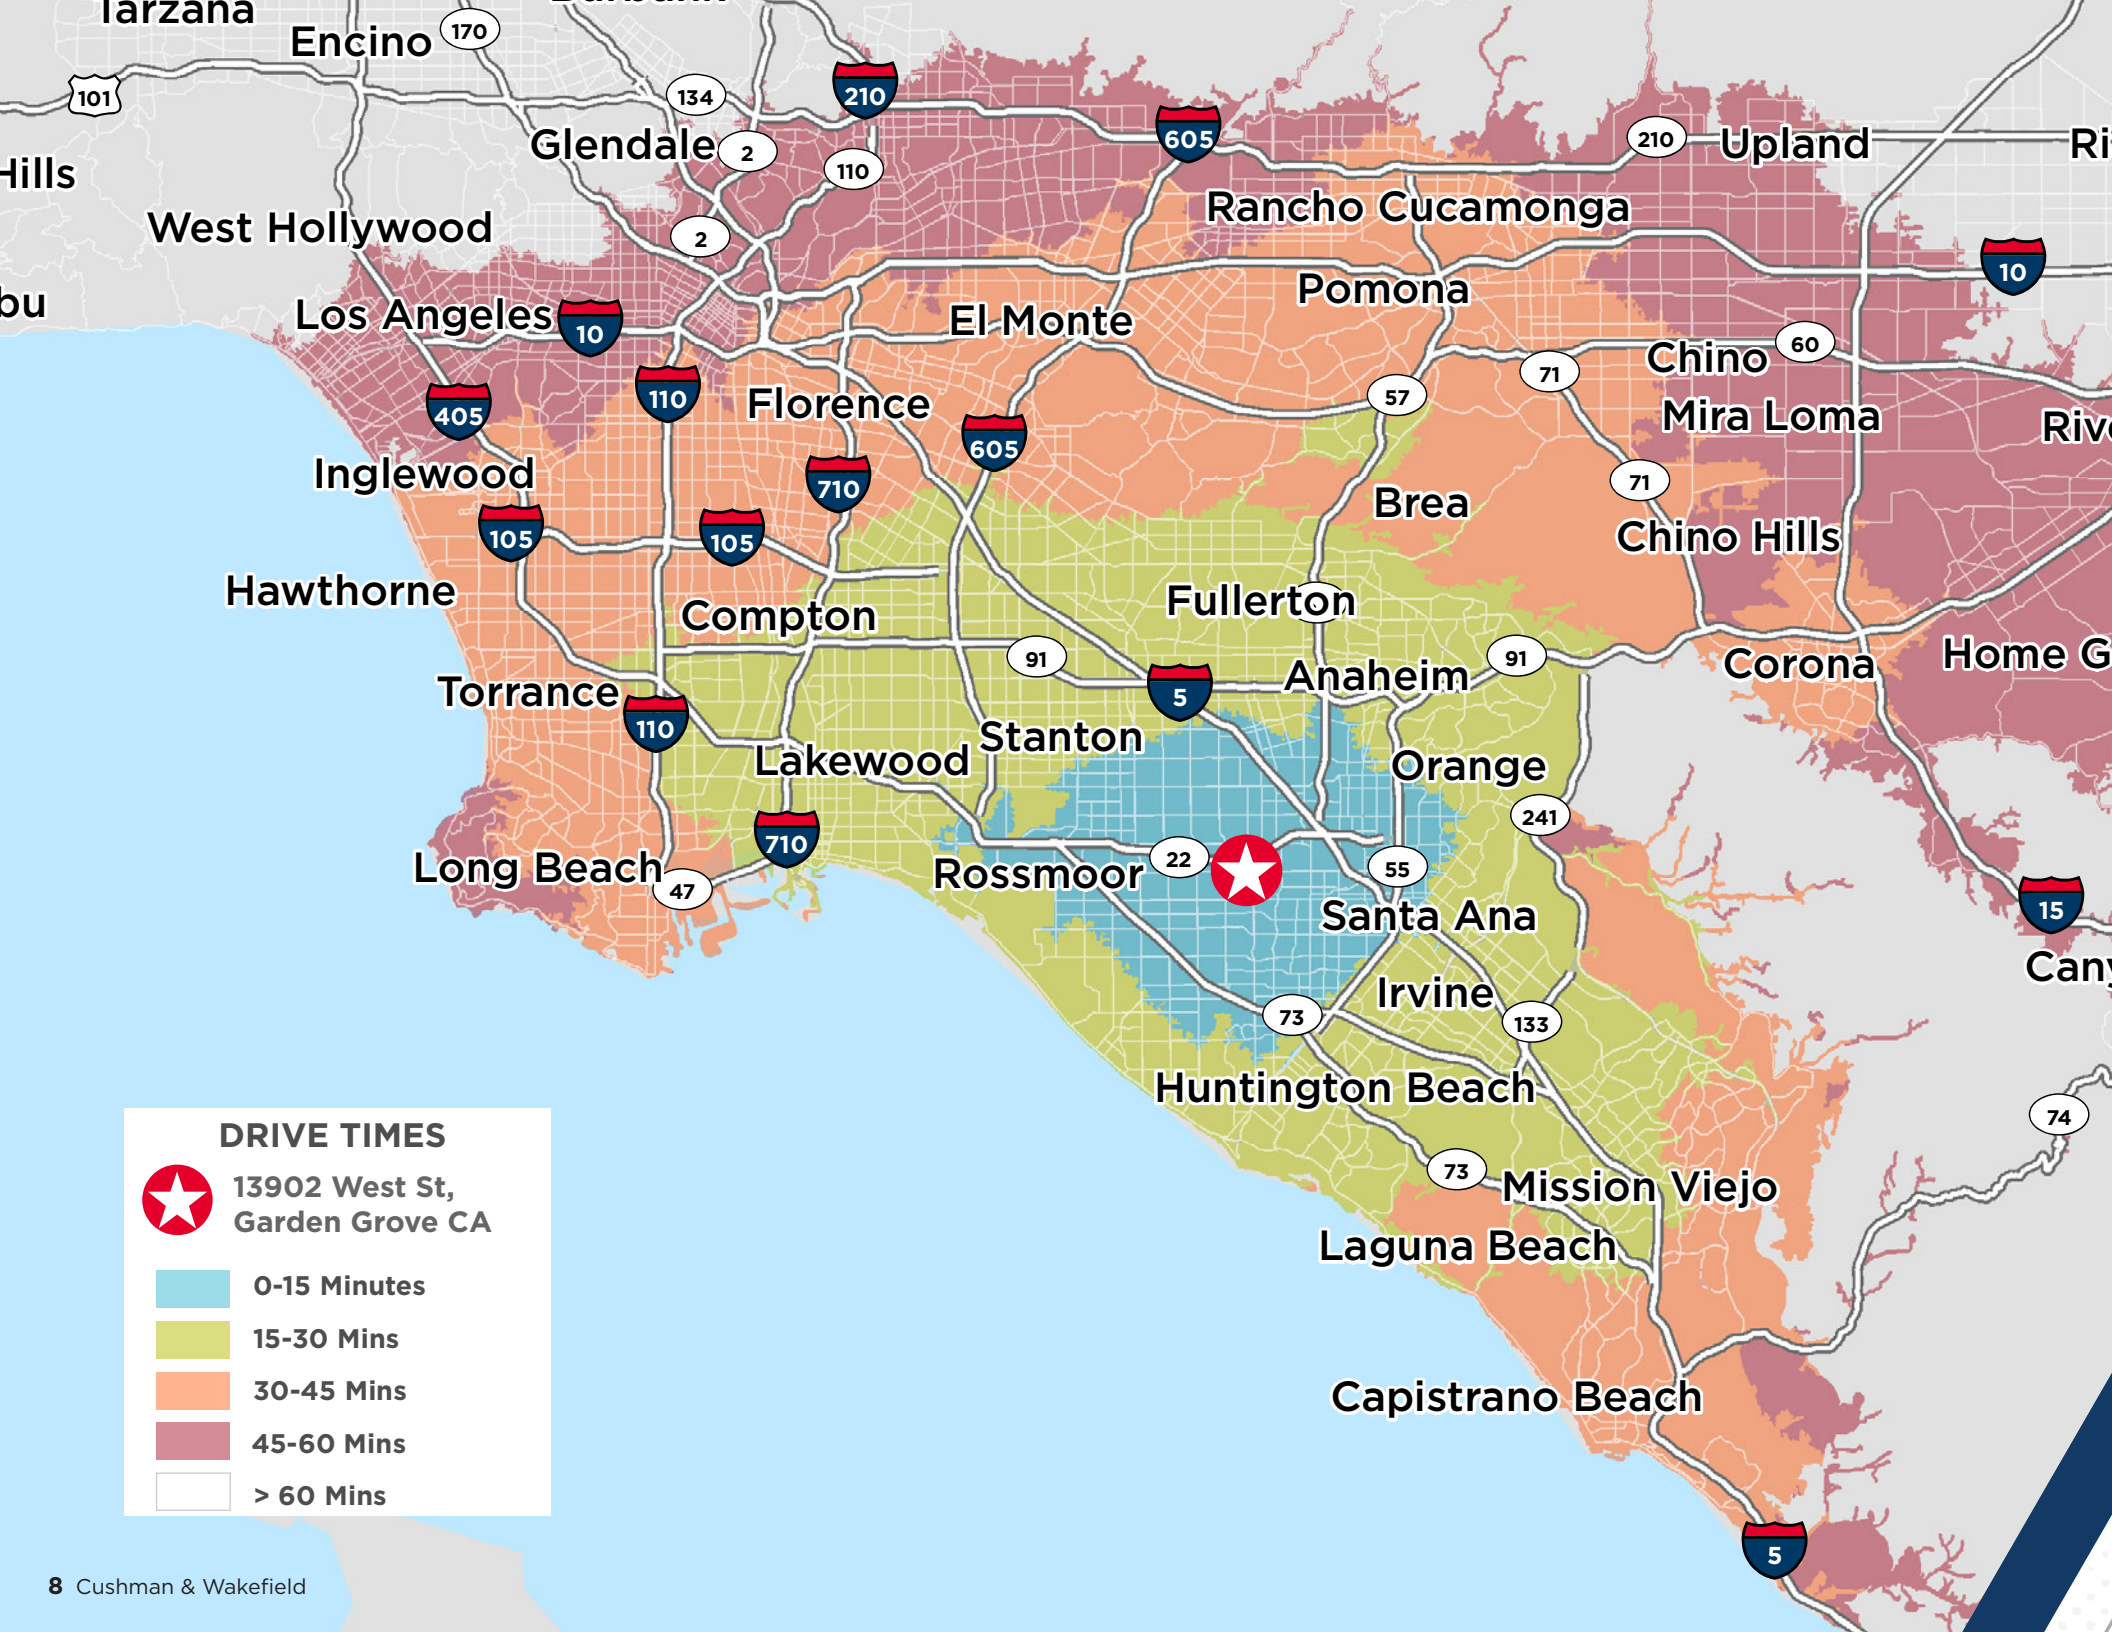 Tarzana
Encino
170
101
134
210
605
210
Upland
Glendale
2
110
Hills
West Hollywood
2
Rancho Cucamonga
10
Pomona
Los Angeles
10
El Monte
Chino
60
71
57
110
405
Florence
605
Mira Loma
Inglewood
710
71
Brea
105
105
Chino Hills
Hawthorne
Compton
Fullerton
91
91
Home G
Corona
Torrance
5
Anaheim
110
Stanton
Lakewood
Orange
241
710
Long Beach
47
Rossmoor
22
55
15
Santa Ana
Irvine
73
133
Huntington Beach
74
73
Mission Viejo
Laguna Beach
Capistrano Beach
5
DRIVE TIMES
13902 West St,
Garden Grove CA
0-15 Minutes
15-30 Mins
30-45 Mins
45-60 Mins
> 60 Mins
8 Cushman & Wakefield